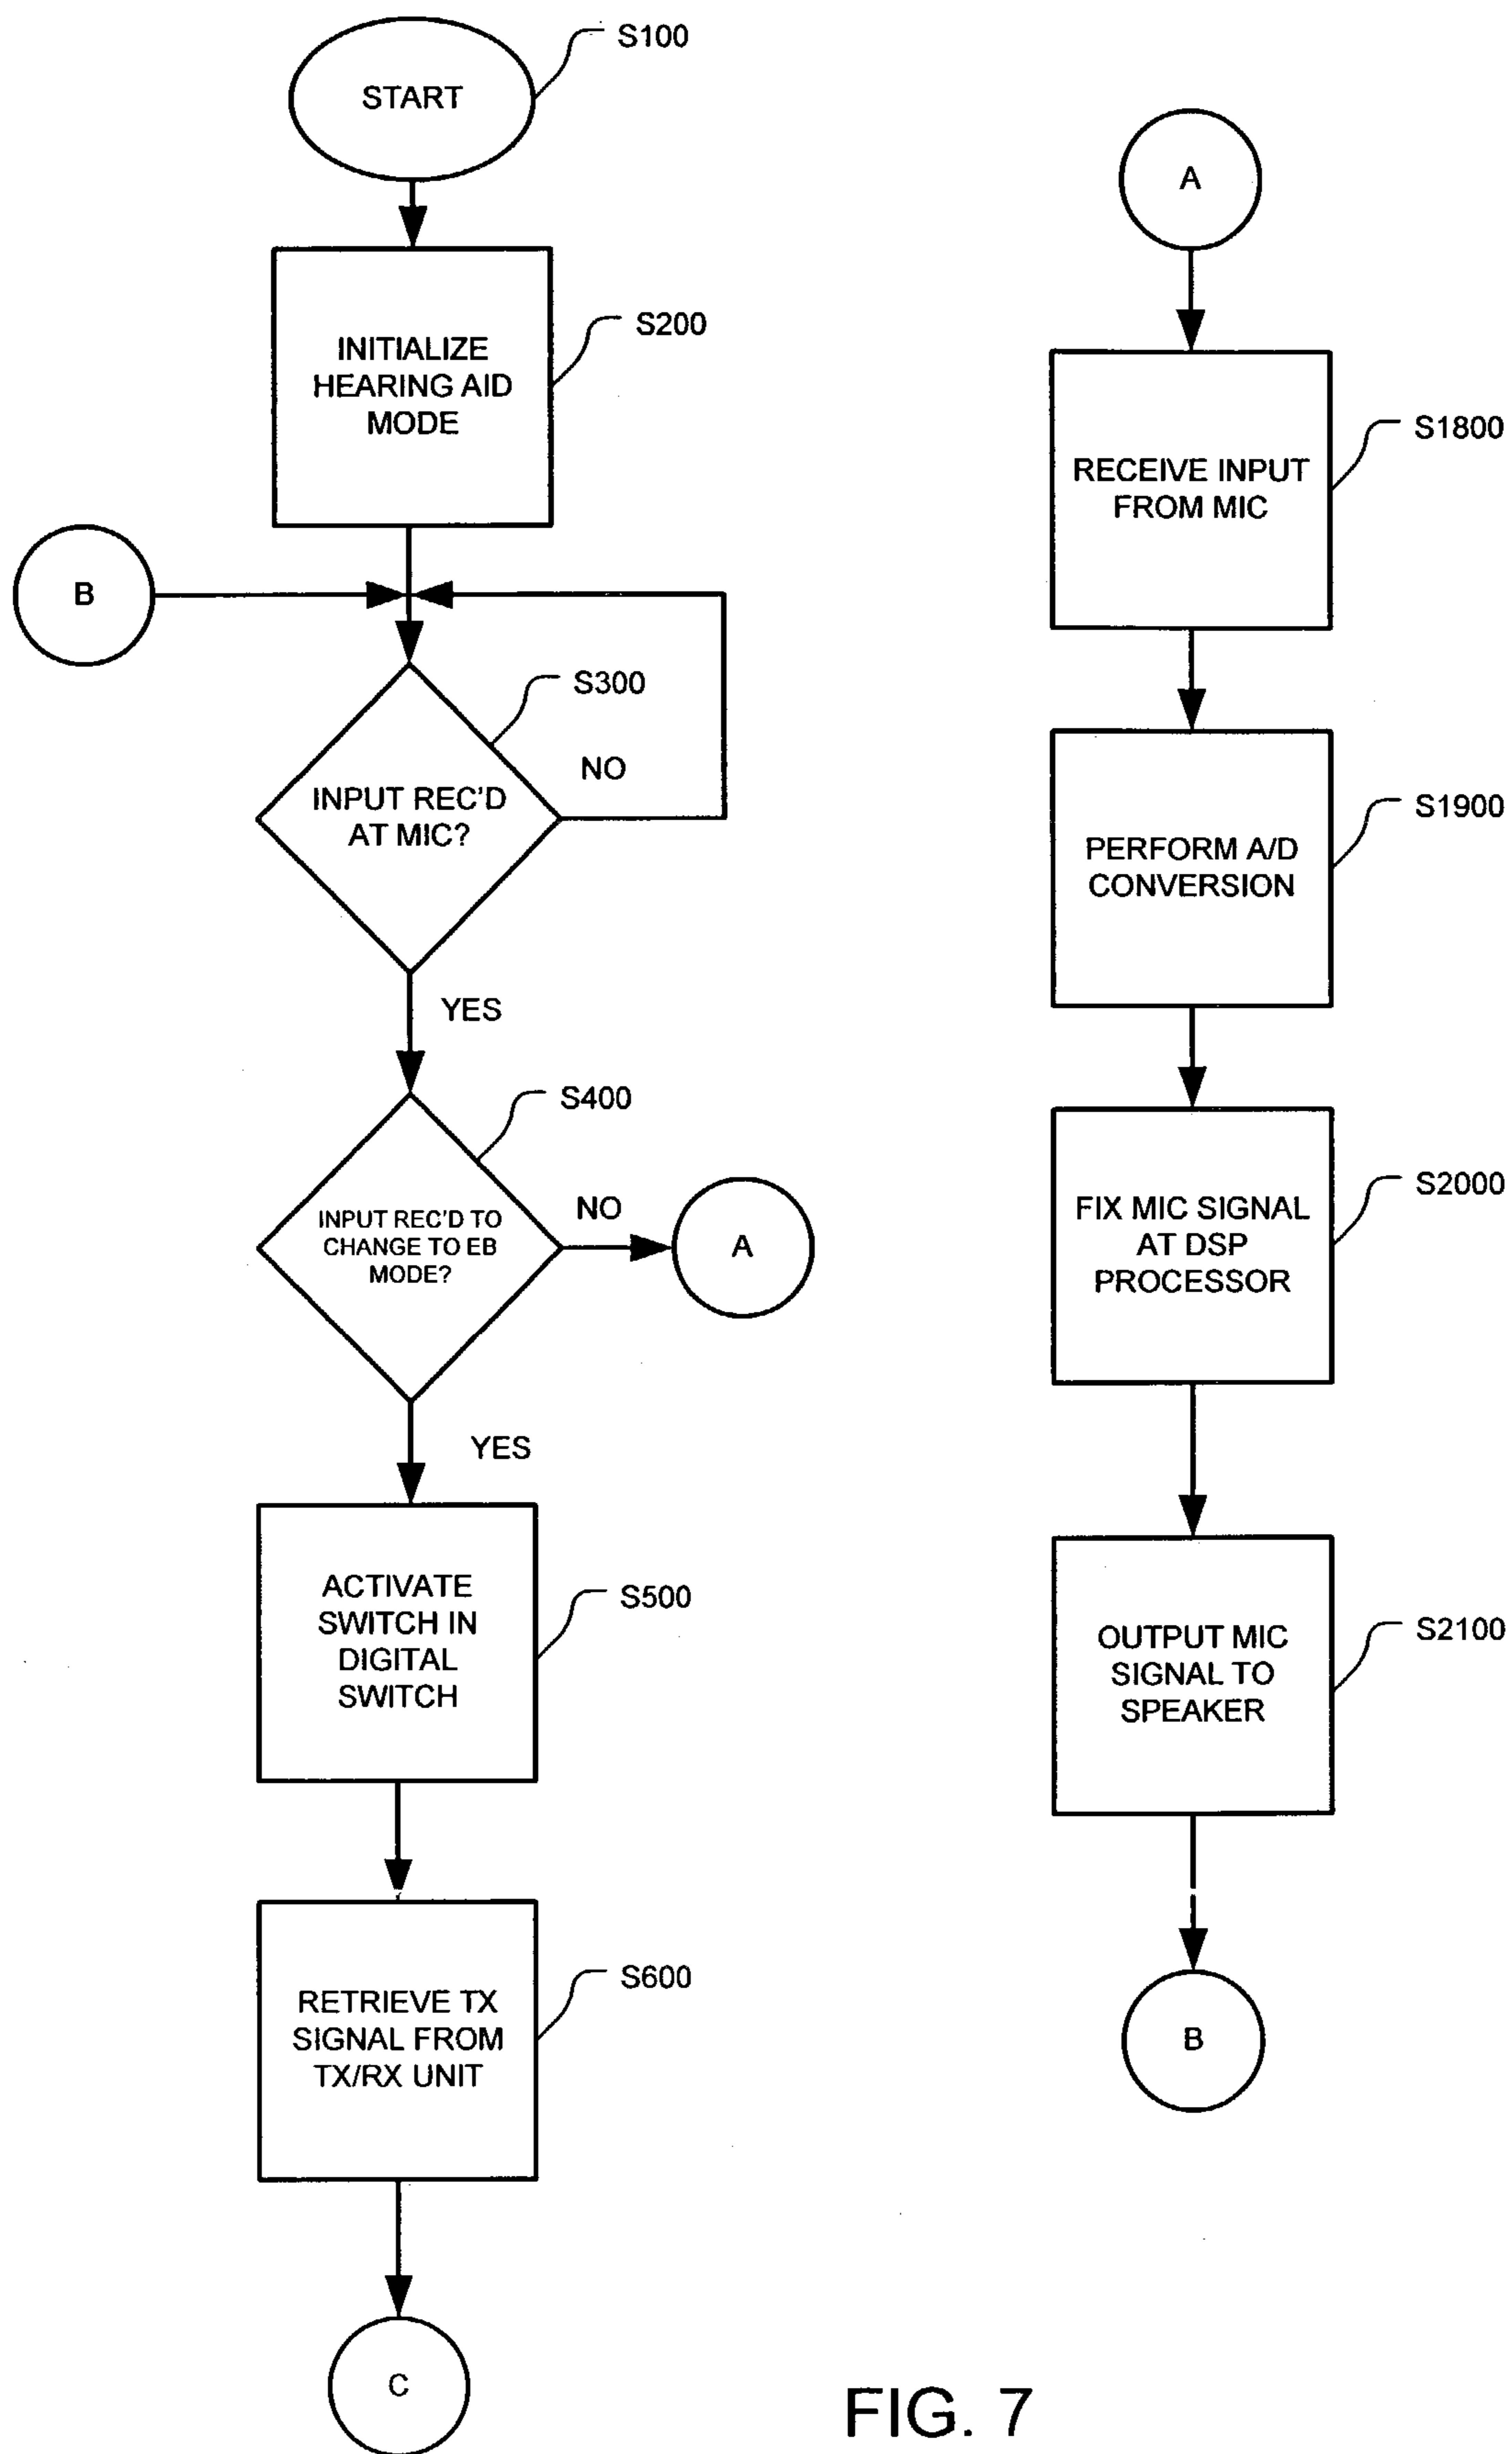 START
S100
INITIALIZE
HEARING AID
MODE
S200
B
S300
INPUT REC'D
AT MIC?
NO
YES
S400
INPUT REC'D TO
CHANGE TO EB
MODE?
NO
A
YES
ACTIVATE
SWITCH IN
DIGITAL
SWITCH
S500
RETRIEVE TX
SIGNAL FROM
TX/RX UNIT
S600
C
A
RECEIVE INPUT
FROM MIC
S1800
PERFORM A/D
CONVERSION
S1900
FIX MIC SIGNAL
AT DSP
PROCESSOR
S2000
OUTPUT MIC
SIGNAL TO
SPEAKER
S2100
B
FIG. 7